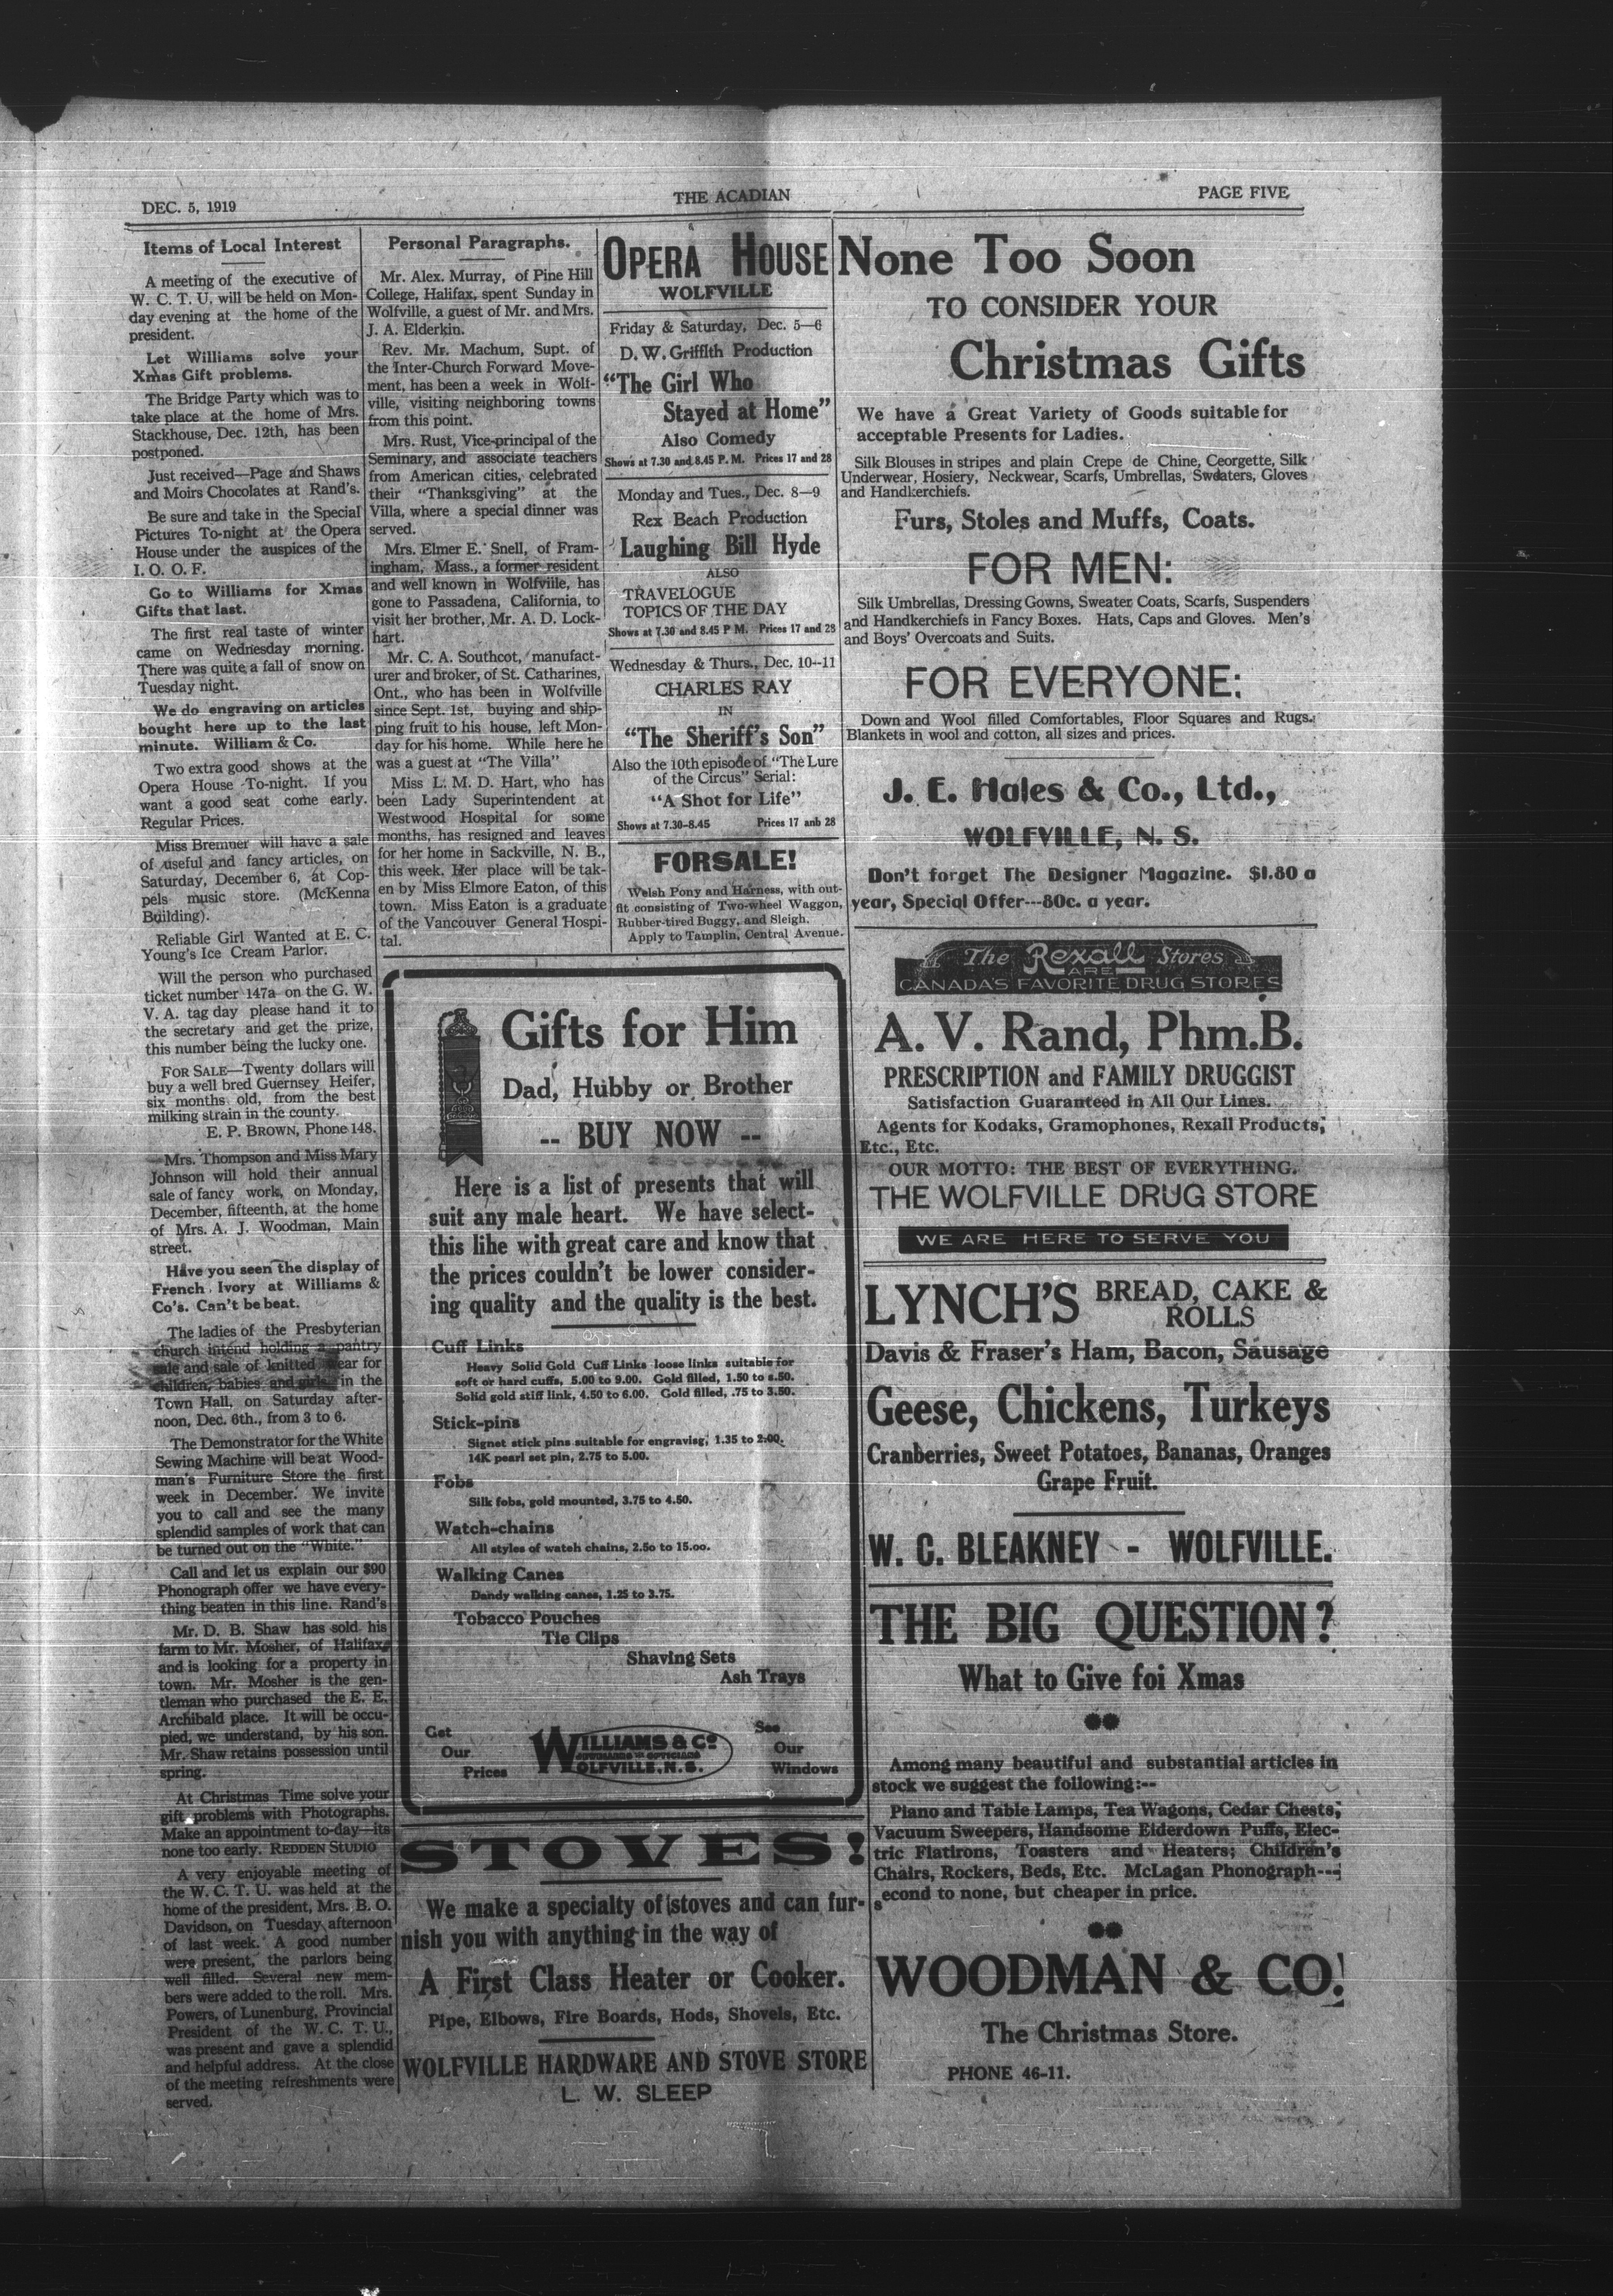 DEC. 5, 1919
THE ACADIAN
PAGE FIVE
Items of Local Interest
A meeting of the executive of
W. C. T. U, will be held on Mon-
day evening at the home of the
president.
Let Williams solve your
Xmas Gift problems.
The Bridge Party which was to
take place at the home of Mrs.
Stackhouse, Dec. 12th, has been
postponed.
Just received—Page and Shaws
and Moirs Chocolates at Rand's.
Be sure and take in the Special
Pictures To-night at the Opera
House under the auspices of the
I. O. O. F.
Go to Williams for Xmas
Gifts that last.
The first real taste of winter
came on Wednesday morning.
There was quite a fall of snow on
Tuesday night.
We do engraving on articles
bought here up to the last
minute. William & Co.
Two extra good shows at the
Opera House To-night. If you
want a good seat come early.
Regular Prices.
Miss Bremner will have a sale
of useful and fancy articles, on
Saturday, December 6, at Cop-
pels music store. (McKenna
Building).
Reliable Girl Wanted at E. C.
Young's Ice Cream Parlor.
Will the person who purchased
ticket number 147a on the G. W.
V. A. tag day please hand it to
the secretary and get the prize,
this number being the lucky one.
FOR SALE—Twenty dollars will
buy a well bred Guernsey Heifer,
six months old, from the best
milking strain in the county.
E. P. BROWN, Phone 148.
Mrs. Thompson and Miss Mary
Johnson will hold their annual
sale of fancy work, on Monday,
December, fifteenth, at the home
of Mrs. A. J. Woodman, Main
street.
Have you seen the display of
French Ivory at Williams &
Co's. Can't be beat.
The ladies of the Presbyterian
church intend holding a pantry
sale and sale of knitted wear for
children, babies and girls in the
Town Hall, on Saturday after-
noon, Dec. 6th., from 3 to 6.
The Demonstrator for the White
Sewing Machine will be at Wood-
man's Furniture Store the first
week in December. We invite
you to call and see the many
splendid samples of work that can
be turned out on the "White."
Call and let us explain our $90
Phonograph offer we have every-
thing beaten in this line. Rand's
Mr. D. B. Shaw has sold his
farm to Mr. Mosher, of Halifax
and is looking for a property in
town. Mr. Mosher is the gen-
tleman who purchased the E. E.
Archibald place. It will be occu-
pied, we understand, by his son.
Mr. Shaw retains possession until
spring.
At Christmas Time solve your
gift problems with Photographs.
Make an appointment to-day—its
none too early. REDDEN STUDIO
A very enjoyable meeting of
the W. C. T. U. was held at the
home of the president, Mrs. B. O.
Davidson, on Tuesday afternoon
of last week. A good number
were present, the parlors being
well filled. Several new mem-
bers were added to the roll. Mrs.
Powers, of Lunenburg, Provincial
President of the W. C. T. U.,
was present and gave a splendid
and helpful address. At the close
of the meeting refreshments were
served.
Personal Paragraphs.
Mr. Alex. Murray, of Pine Hill
College, Halifax, spent Sunday in
Wolfville, a guest of Mr. and Mrs.
J. A. Elderkin.
Rev. Mr. Machum, Supt. of
the Inter-Church Forward Move-
ment, has been a week in Wolf-
ville, visiting neighboring towns
from this point.
Mrs. Rust, Vice-principal of the
Seminary, and associate teachers
from American cities, celebrated
their "Thanksgiving" at the
Villa, where a special dinner was
served.
Mrs. Elmer E. Snell, of Fram-
ingham, Mass., a former resident
and well known in Wolfville, has
gone to Passadena, California, to
visit her brother, Mr. A. D. Lock-
hart.
Mr. C. A. Southcot, manufact-
urer and broker, of St. Catharines,
Ont., who has been in Wolfville
since Sept. 1st, buying and ship-
ping fruit to his house, left Mon-
day for his home. While here he
was a guest at "The Villa"
Miss L. M. D. Hart, who has
been Lady Superintendent at
Westwood Hospital for some
months, has resigned and leaves
for her home in Sackville, N. B.,
this week. Her place will be tak-
en by Miss Elmore Eaton, of this
town. Miss Eaton is a graduate
of the Vancouver General Hospi-
tal.
OPERA HOUSE
WOLFVILLE
Friday & Saturday, Dec. 5—6
D. W. Griffith Production
"The Girl Who
Stayed at Home"
Also Comedy
Shows at 7.30 and 8.45 P. M. Prices 17 and 28
Monday and Tues., Dec. 8—9
Rex Beach Production
Laughing Bill Hyde
ALSO
TRAVELOGUE
TOPICS OF THE DAY
Shows at 7.30 and 8.45 P M. Prices 17 and 28
Wednesday & Thurs., Dec. 10--11
CHARLES RAY
IN
"The Sheriff's Son"
Also the 10th episode of "The Lure
of the Circus" Serial:
"A Shot for Life"
Shows at 7.30-8.45 Prices 17 anb 28
FORSALE!
Welsh Pony and Harness, with out-
fit consisting of Two-wheel Waggon,
Rubber-tired Buggy, and Sleigh.
Apply to Tamplin, Central Avenue.
Gifts for Him
Dad, Hubby or Brother
-- BUY NOW --
Here is a list of presents that will
suit any male heart. We have select-
this lihe with great care and know that
the prices couldn't be lower consider-
ing quality and the quality is the best.
Cuff Links
Heavy Solid Gold Cuff Links loose links suitable for
soft or hard cuffs, 5.00 to 9.00. Gold filled, 1.50 to .50.
Solid gold stiff link, 4.50 to 6.00. Gold filled, .75 to 3.50.
Stick-pins
Signet stick pins suitable for engravisg, 1.35 to 2.00.
14K pearl set pin, 2.75 to 5.00.
Fobs
Silk fobs, gold mounted, 3.75 to 4.50.
Watch-chains
All styles of watch chains, 2.50 to 15.00.
Walking Canes
Dandy walking canes, 1.25 to 3.75.
Tobacco Pouches
Tie Clips
Shaving Sets
Ash Trays
Get
Our
Prices
WILLIAMS & Co
WOLFVILLE, N. S.
See
Our
Windows
STOVES!
We make a specialty of stoves and can fur-
nish you with anything in the way of
A First Class Heater or Cooker.
Pipe, Elbows, Fire Boards, Hods, Shovels, Etc.
WOLFVILLE HARDWARE AND STOVE STORE
L. W. SLEEP
None Too Soon
TO CONSIDER YOUR
Christmas Gifts
We have a Great Variety of Goods suitable for
acceptable Presents for Ladies.
Silk Blouses in stripes and plain Crepe de Chine, Ceorgette, Silk
Underwear, Hosiery, Neckwear, Scarfs, Umbrellas, Sweaters, Gloves
and Handkerchiefs.
Furs, Stoles and Muffs, Coats.
FOR MEN:
Silk Umbrellas, Dressing Gowns, Sweater Coats, Scarfs, Suspenders
and Handkerchiefs in Fancy Boxes. Hats, Caps and Gloves. Men's
and Boys' Overcoats and Suits.
FOR EVERYONE:
Down and Wool filled Comfortables, Floor Squares and Rugs.
Blankets in wool and cotton, all sizes and prices.
J. E. Hales & Co., Ltd.,
WOLFVILLE, N. S.
Don't forget The Designer Magazine. $1.80 a
year, Special Offer---80c. a year.
The Rexall Stores
ARE
CANADA'S FAVORITE DRUG STORES
A. V. Rand, Phm.B.
PRESCRIPTION and FAMILY DRUGGIST
Satisfaction Guaranteed in All Our Lines.
Agents for Kodaks, Gramophones, Rexall Products,
Etc., Etc.
OUR MOTTO: THE BEST OF EVERYTHING.
THE WOLFVILLE DRUG STORE
WE ARE HERE TO SERVE YOU
LYNCH'S BREAD, CAKE &
ROLLS
Davis & Fraser's Ham, Bacon, Sausage
Geese, Chickens, Turkeys
Cranberries, Sweet Potatoes, Bananas, Oranges
Grape Fruit.
W. C. BLEAKNEY - WOLFVILLE.
THE BIG QUESTION?
What to Give foi Xmas
Among many beautiful and substantial articles in
stock we suggest the following:--
Piano and Table Lamps, Tea Wagons, Cedar Chests,
Vacuum Sweepers, Handsome Eiderdown Puffs, Elec-
tric Flatirons, Toasters and Heaters; Children's
Chairs, Rockers, Beds, Etc. McLagan Phonograph---
second to none, but cheaper in price.
WOODMAN & CO.
The Christmas Store.
PHONE 46-11.